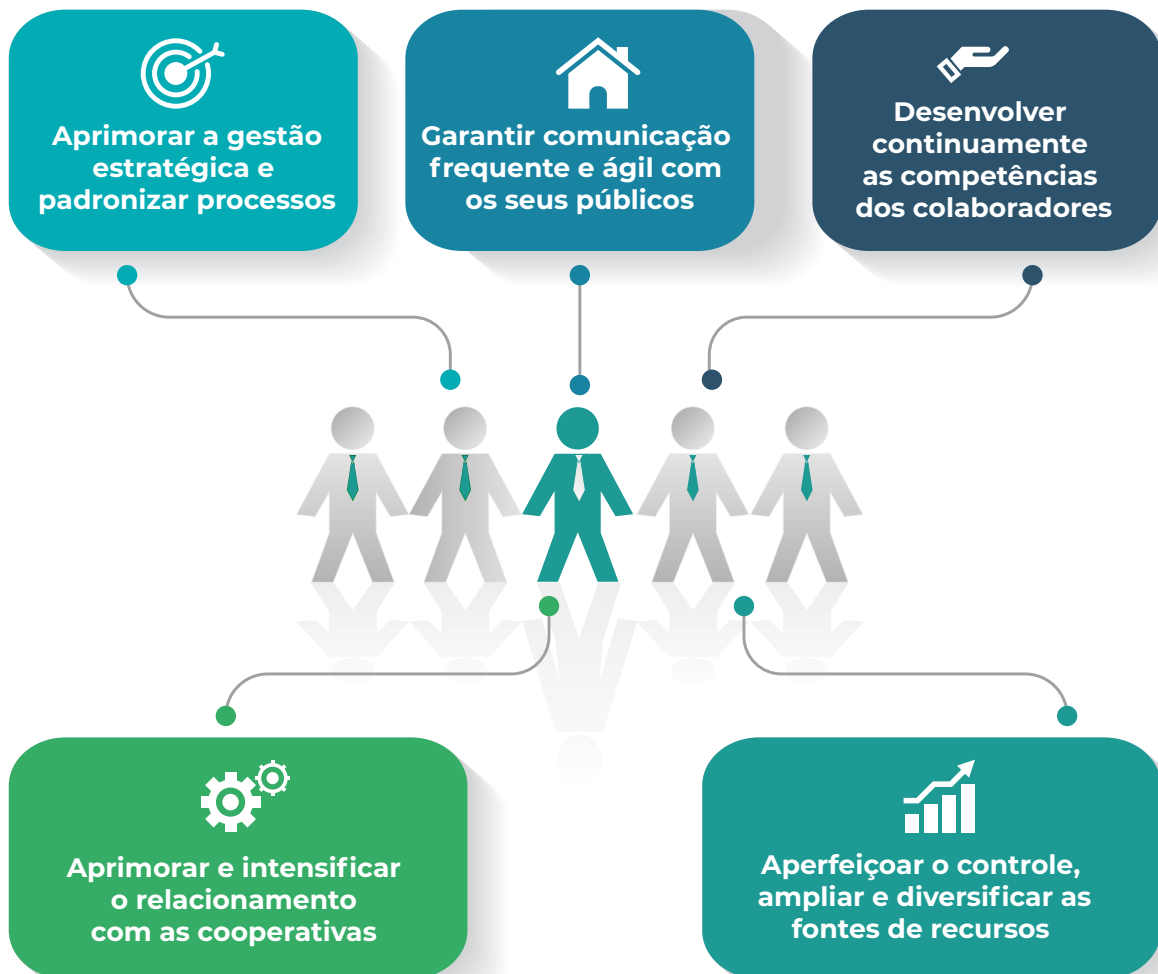 Aprimorar a gestão
estratégica e
padronizar processos
Garantir comunicação
frequente e ágil com
os seus públicos
Desenvolver
continuamente
as competências
dos colaboradores
Aprimorar e intensificar
o relacionamento
com as cooperativas
Aperfeiçoar o controle,
ampliar e diversificar as
fontes de recursos